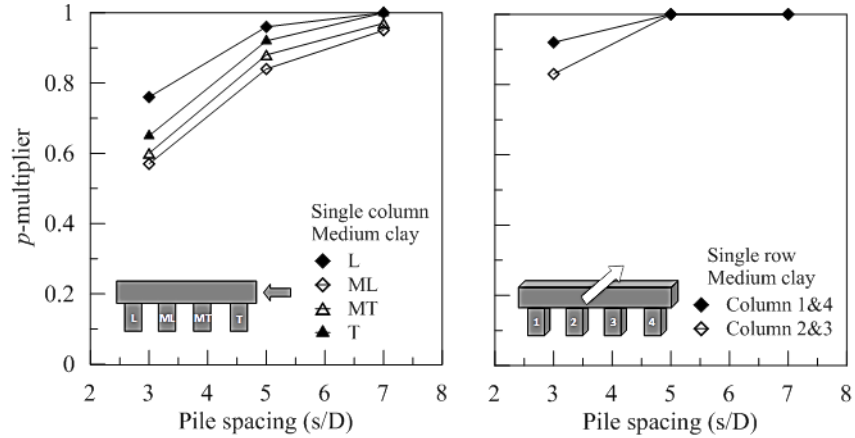 1
0.8
0.6
0.4
0.2
0
p-multiplier
Single column
Medium clay
L
ML
MT
T
L ML MT T
2 3 4 5 6 7 8
Pile spacing (s/D)
Single row
Medium clay
Column 1&4
Column 2&3
1 2 3 4
2 3 4 5 6 7 8
Pile spacing (s/D)